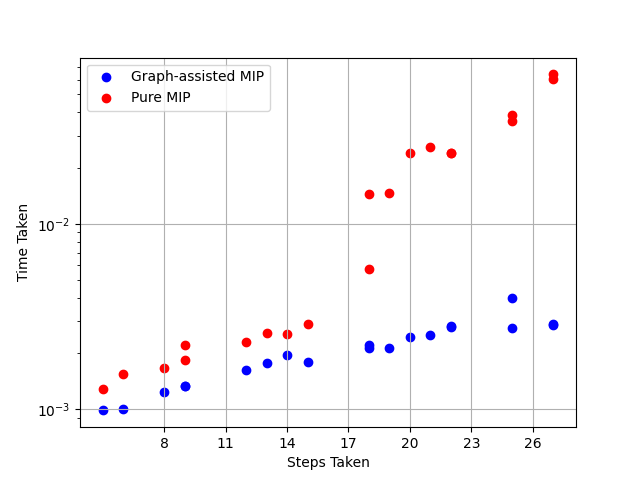 Graph-assisted MIP
Pure MIP
Time Taken
10⁻²
10⁻³
8 11 14 17 20 23 26
Steps Taken